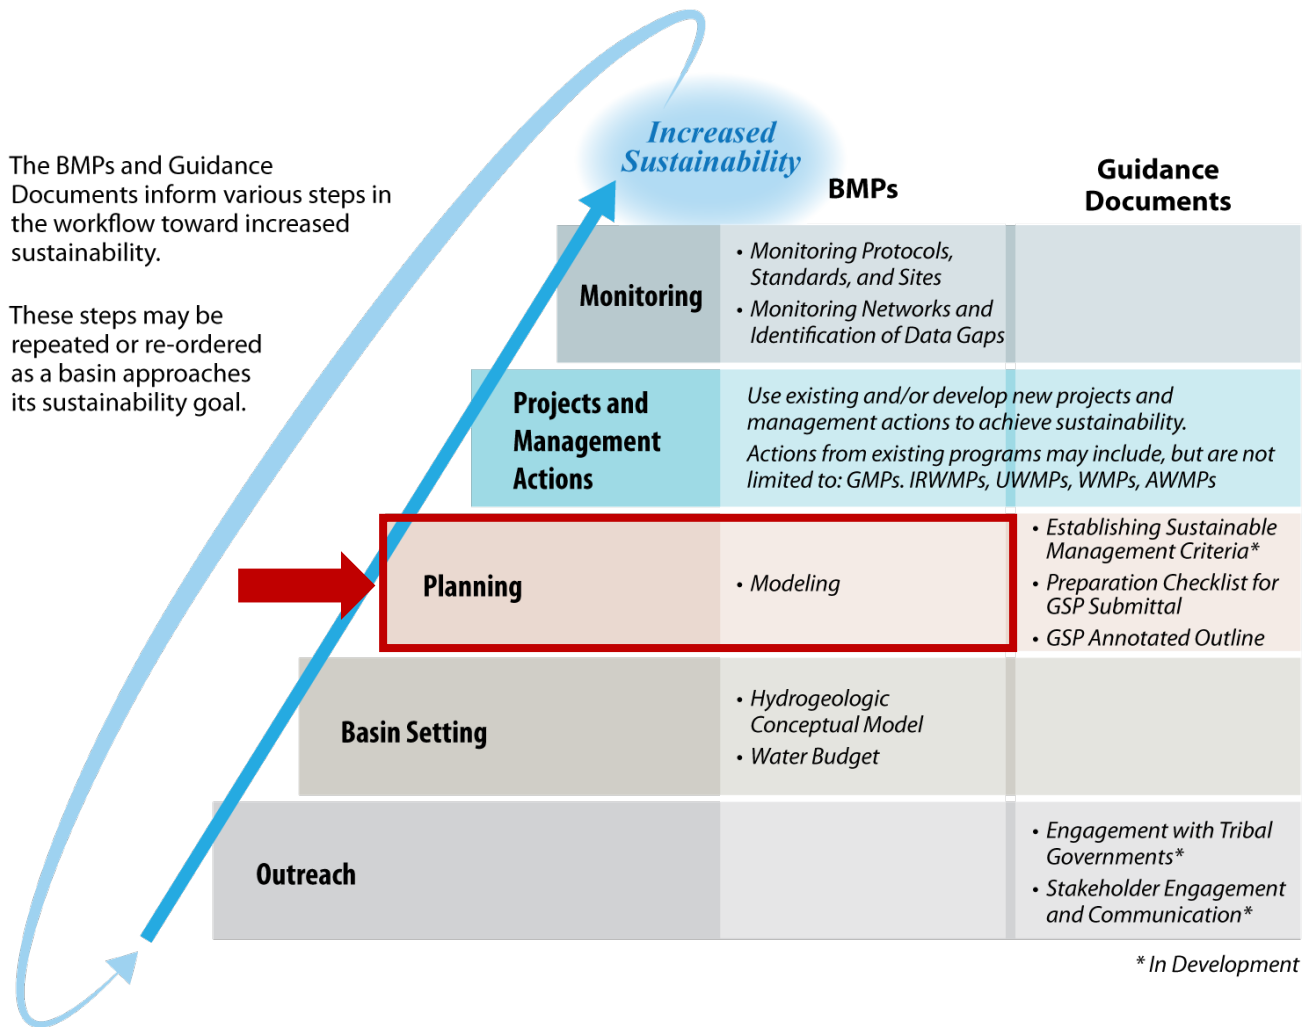 Increased
Sustainability
The BMPs and Guidance
Documents inform various steps in
the workflow toward increased
sustainability.
These steps may be
repeated or re-ordered
as a basin approaches
its sustainability goal.
BMPs
Guidance
Documents
Monitoring
• Monitoring Protocols,
Standards, and Sites
• Monitoring Networks and
Identification of Data Gaps
Projects and
Management
Actions
Use existing and/or develop new projects and
management actions to achieve sustainability.
Actions from existing programs may include, but are not
limited to: GMPs. IRWMPs, UWMPs, WMPs, AWMPs
Planning
• Modeling
• Establishing Sustainable
Management Criteria*
• Preparation Checklist for
GSP Submittal
• GSP Annotated Outline
Basin Setting
• Hydrogeologic
Conceptual Model
• Water Budget
Outreach
• Engagement with Tribal
Governments*
• Stakeholder Engagement
and Communication*
* In Development